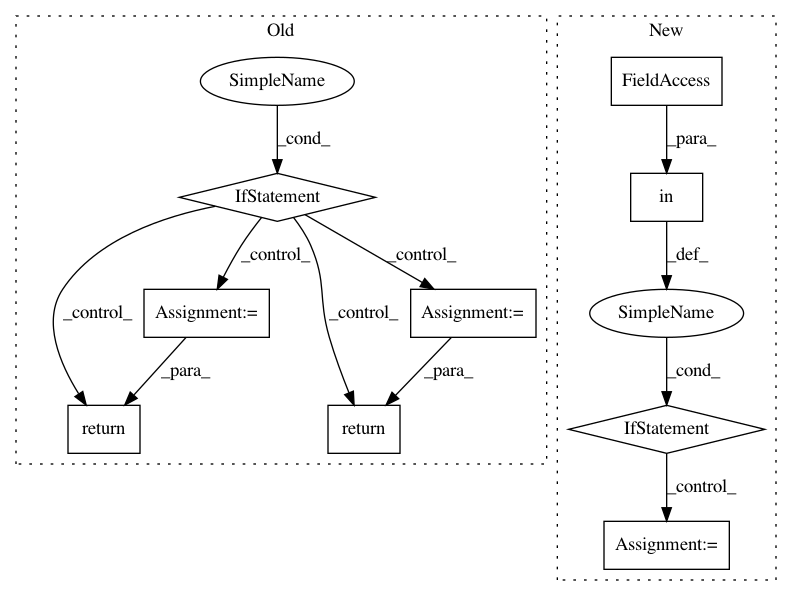 Old
New
SimpleName
FieldAccess
_cond_
_para_
IfStatement
in
_control_
_control_
_def_
_control_
_control_
Assignment:=
Assignment:=
SimpleName
_para_
_para_
_cond_
return
return
IfStatement
_control_
Assignment:=